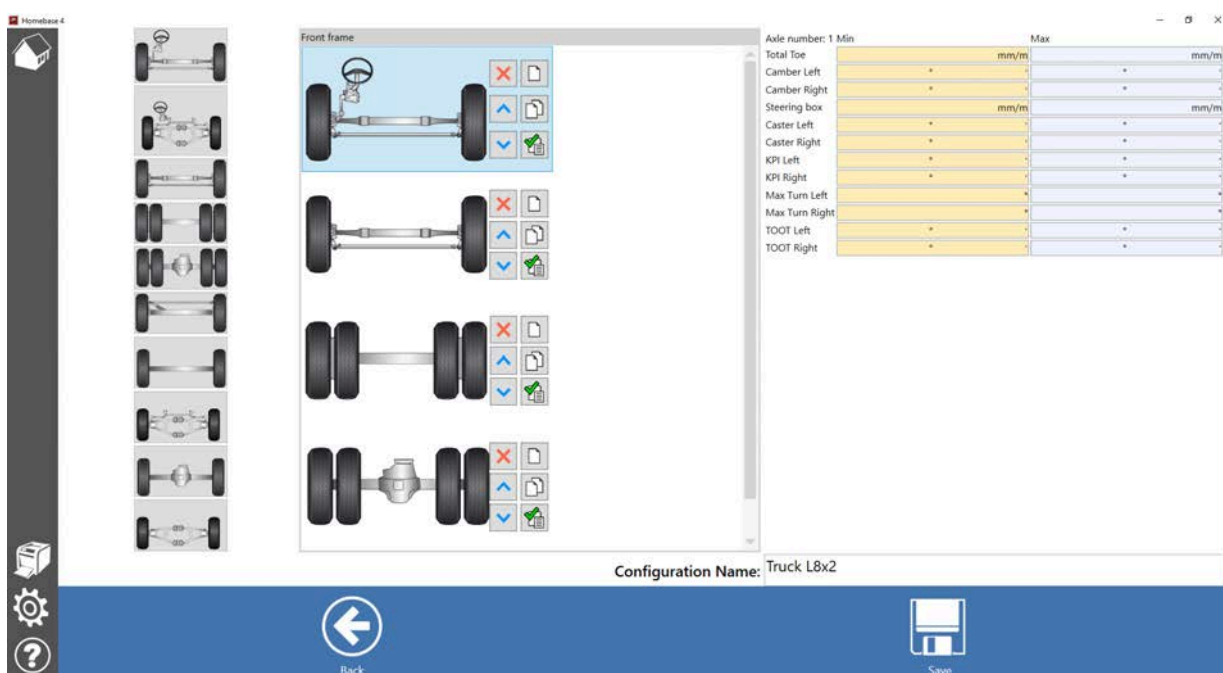 Homebase 4
Front frame
Axle number: 1 Min Max
Total Toe mm/m mm/m
Camber Left ° ' ° '
Camber Right ° ' ° '
Steering box mm/m mm/m
Caster Left ° ' ° '
Caster Right ° ' ° '
KPI Left ° ' ° '
KPI Right ° ' ° '
Max Turn Left ° °
Max Turn Right ° °
TOOT Left ° ' ° '
TOOT Right ° ' ° '
Configuration Name: Truck L8x2
Back Save